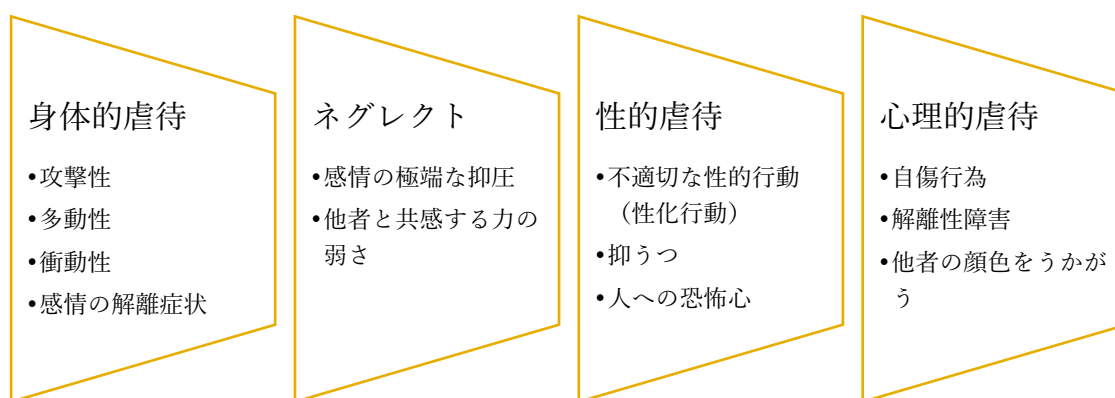 身体的虐待
•攻撃性
•多動性
•衝動性
•感情の解離症状
ネグレクト
•感情の極端な抑圧
•他者と共感する力の
弱さ
性的虐待
•不適切な性的行動
（性化行動）
•抑うつ
•人への恐怖心
心理的虐待
•自傷行為
•解離性障害
•他者の顔色をうかが
う